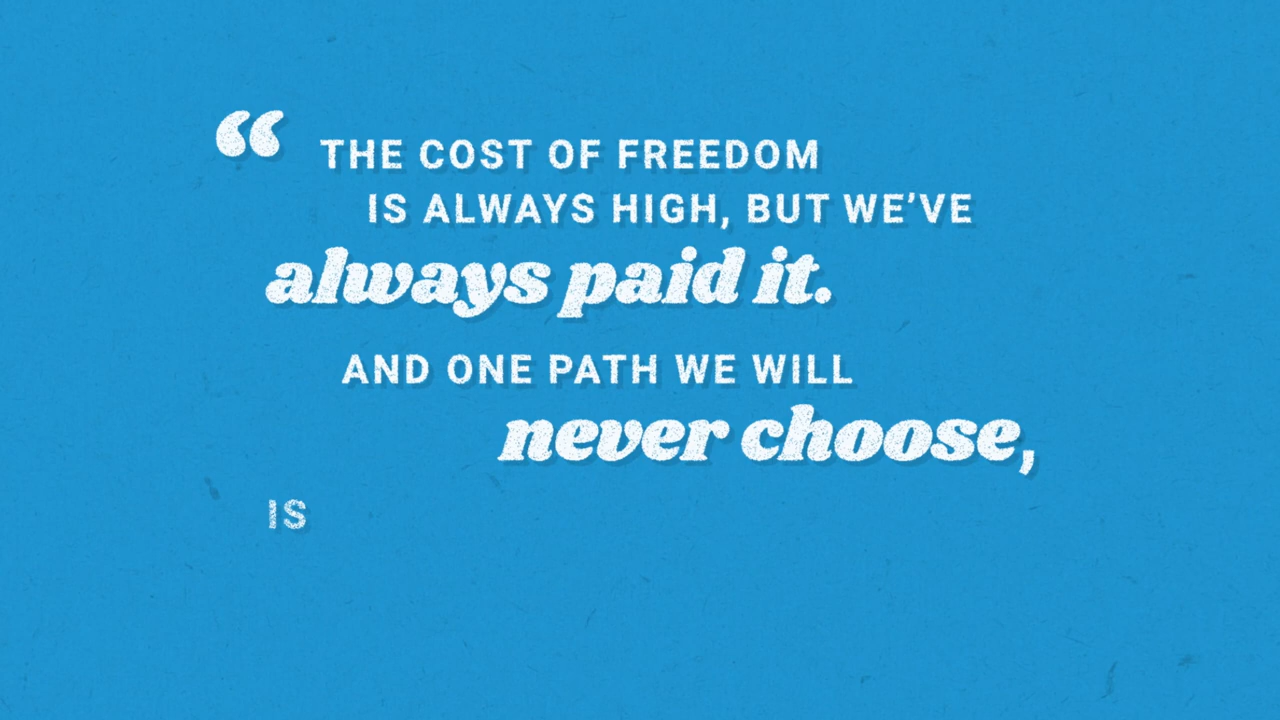 “ THE COST OF FREEDOM
IS ALWAYS HIGH, BUT WE’VE
always paid it.
AND ONE PATH WE WILL
never choose,
IS